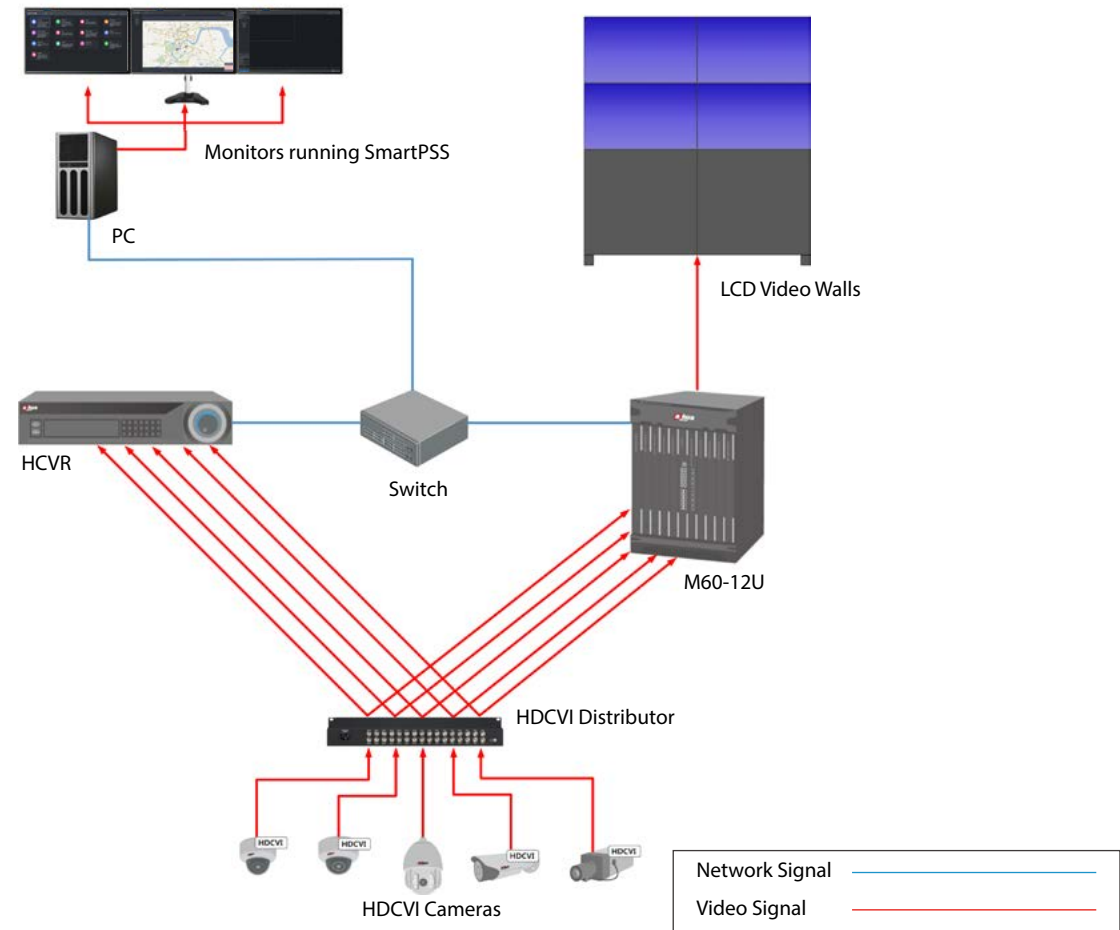 Monitors running SmartPSS
PC
LCD Video Walls
HCVR
Switch
M60-12U
HDCVI Distributor
HDCVI
HDCVI
HDCVI
HDCVI
HDCVI Cameras
Network Signal
Video Signal